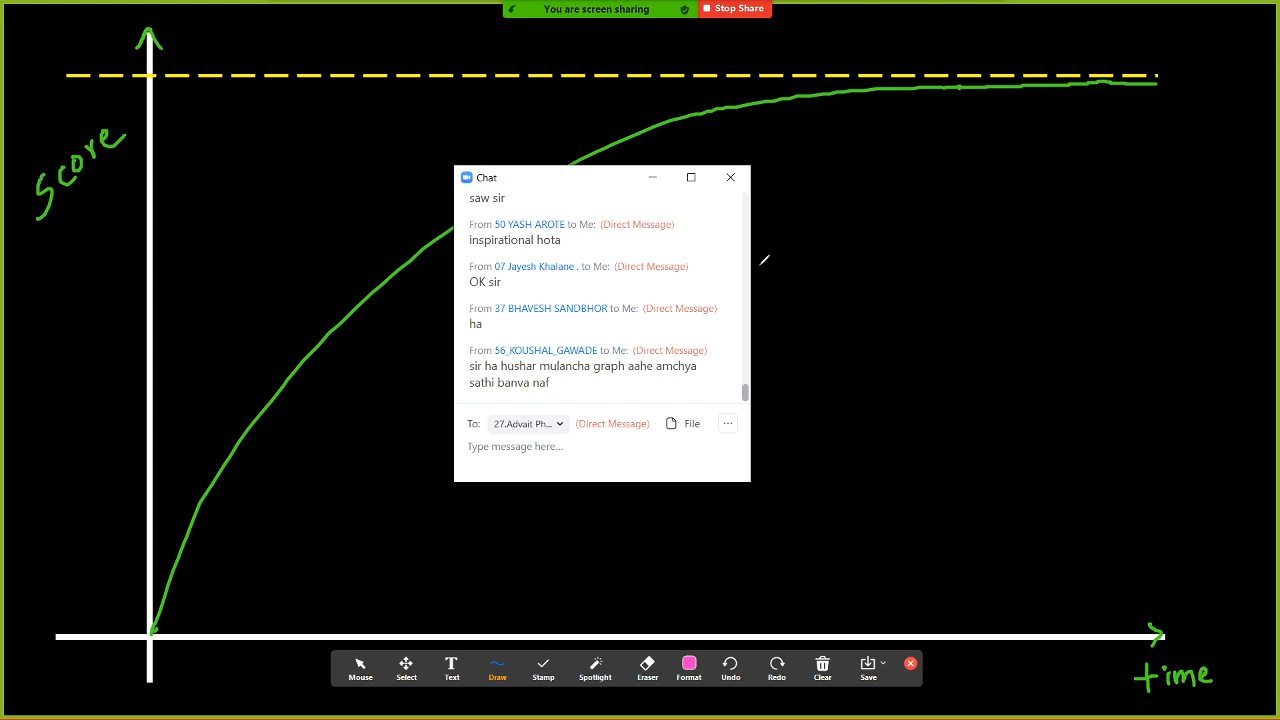 You are screen sharing
Stop Share
Score
Chat
saw sir
From 50 YASH AROTE to Me: (Direct Message)
inspirational hota
From 07 Jayesh Khalane . to Me: (Direct Message)
OK sir
From 37 BHAVESH SANDBHOR to Me: (Direct Message)
ha
From 56_KOUSHAL_GAWADE to Me: (Direct Message)
sir ha hushar mulancha graph aahe amchya
sathi banva naf
To: 27.Advait Ph... (Direct Message) File
Type message here...
Mouse Select Text Draw Stamp Spotlight Eraser Format Undo Redo Clear Save
time